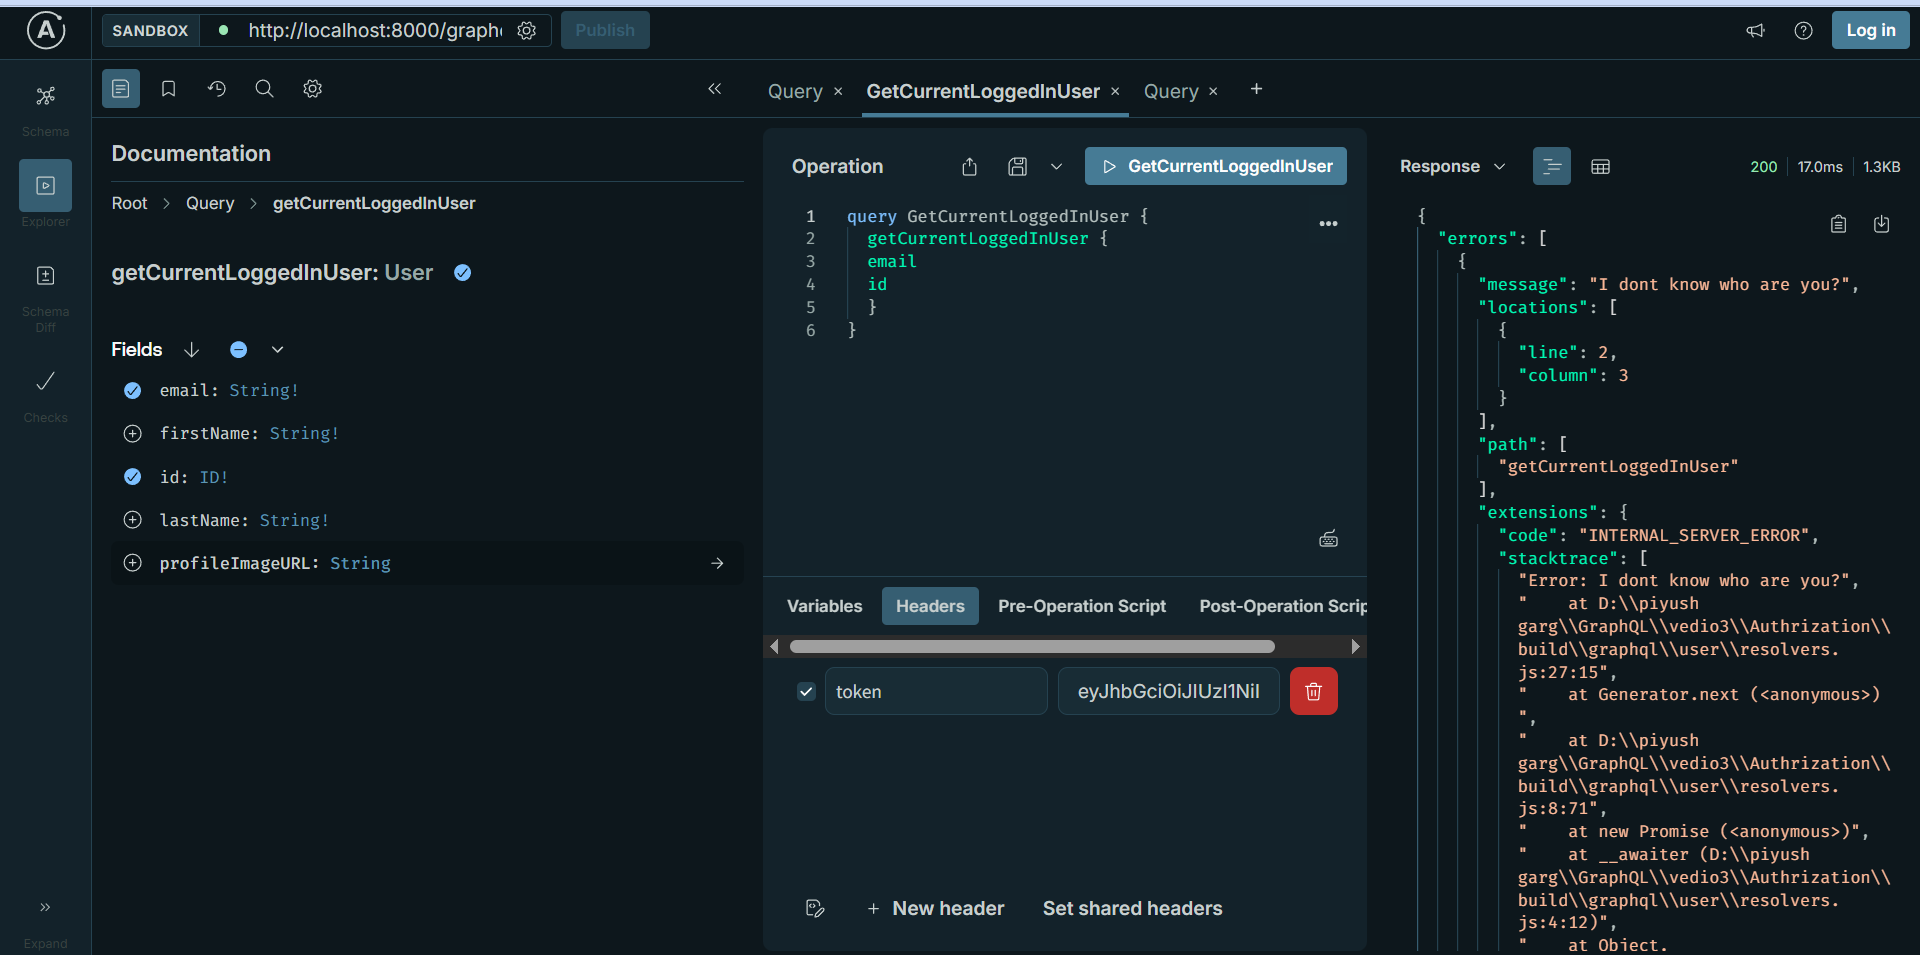 SANDBOX
http://localhost:8000/graph
Publish
Log in
Schema
Explorer
Schema
Diff
Checks
Expand
Documentation
Root > Query > getCurrentLoggedInUser
getCurrentLoggedInUser: User
Fields
email: String!
firstName: String!
id: ID!
lastName: String!
profileImageURL: String
Query ×
GetCurrentLoggedInUser ×
Query ×
+
Operation
GetCurrentLoggedInUser
1 query GetCurrentLoggedInUser {
2 getCurrentLoggedInUser {
3 email
4 id
5 }
6 }
Variables
Headers
Pre-Operation Script
Post-Operation Scrip
token
eyJhbGciOiJIUzI1NiI
+ New header
Set shared headers
Response
200
17.0ms
1.3KB
{
"errors": [
{
"message": "I dont know who are you?",
"locations": [
{
"line": 2,
"column": 3
}
],
"path": [
"getCurrentLoggedInUser"
],
"extensions": {
"code": "INTERNAL_SERVER_ERROR",
"stacktrace": [
"Error: I dont know who are you?",
"    at D:\\piyush
garg\\GraphQL\\vedio3\\Authrization\\
build\\graphql\\user\\resolvers.
js:27:15",
"    at Generator.next (<anonymous>)
",
"    at D:\\piyush
garg\\GraphQL\\vedio3\\Authrization\\
build\\graphql\\user\\resolvers.
js:8:71",
"    at new Promise (<anonymous>)",
"    at __awaiter (D:\\piyush
garg\\GraphQL\\vedio3\\Authrization\\
build\\graphql\\user\\resolvers.
js:4:12)",
"    at Object.